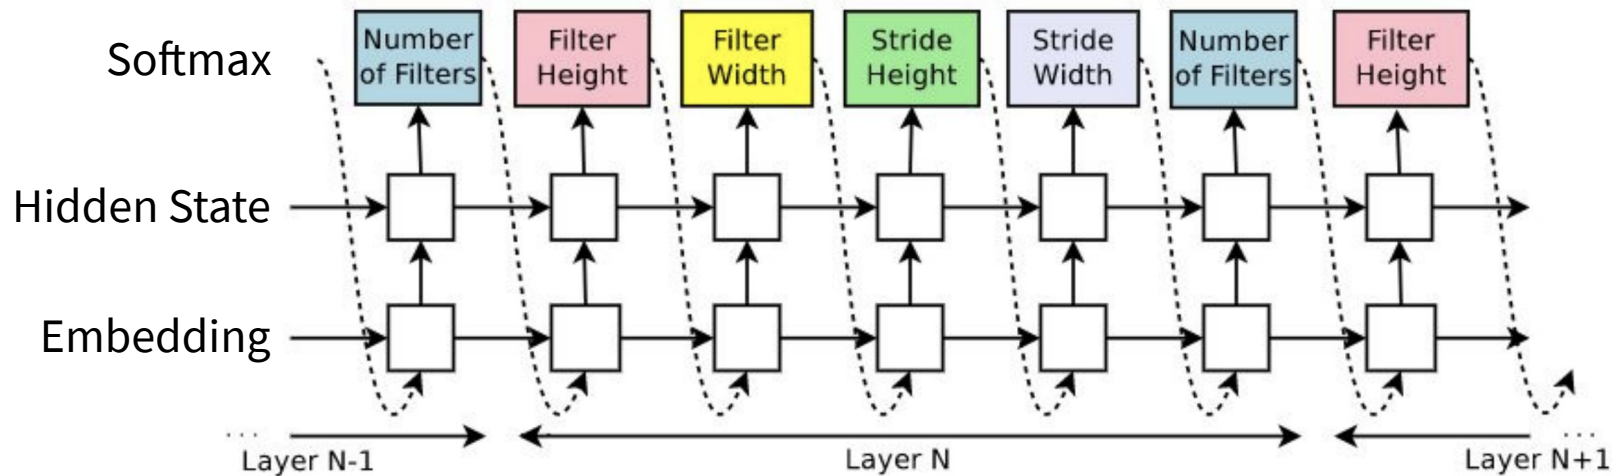 Softmax
Number
of Filters
Filter
Height
Filter
Width
Stride
Height
Stride
Width
Number
of Filters
Filter
Height
Hidden State
Embedding
...
Layer N-1
Layer N
Layer N+1
...